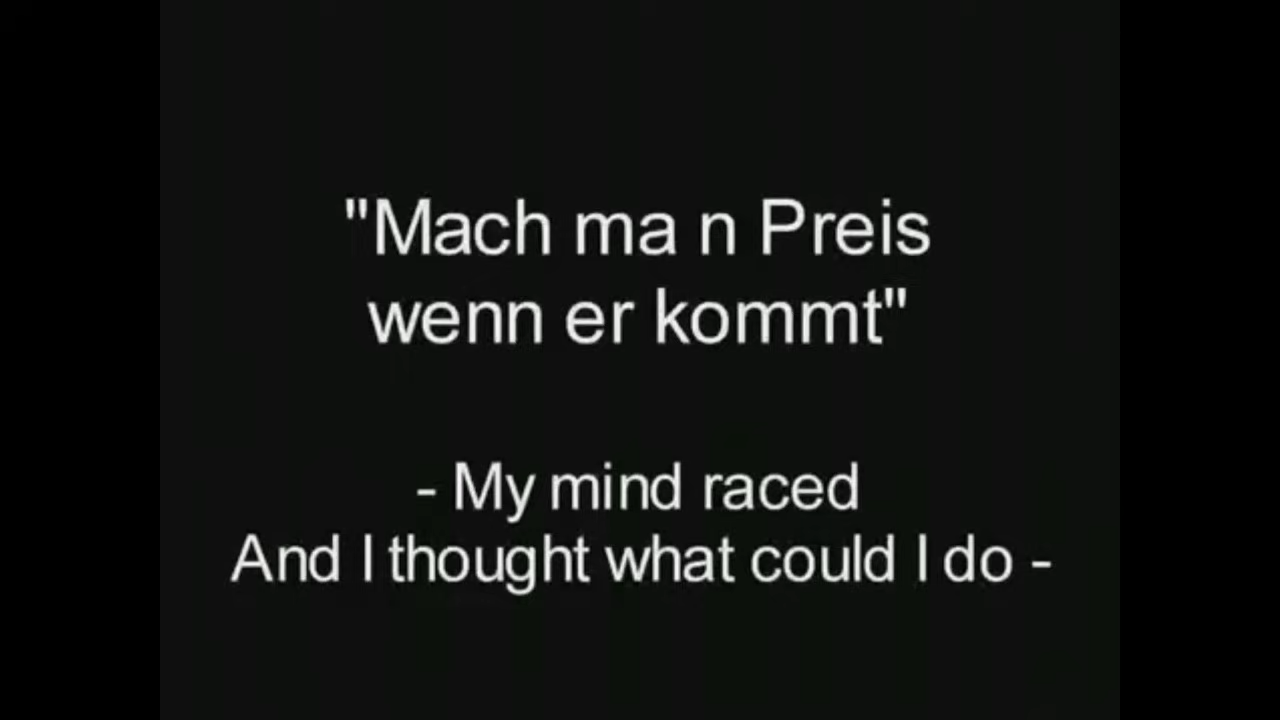 "Mach ma n Preis
wenn er kommt"
- My mind raced
And I thought what could I do -